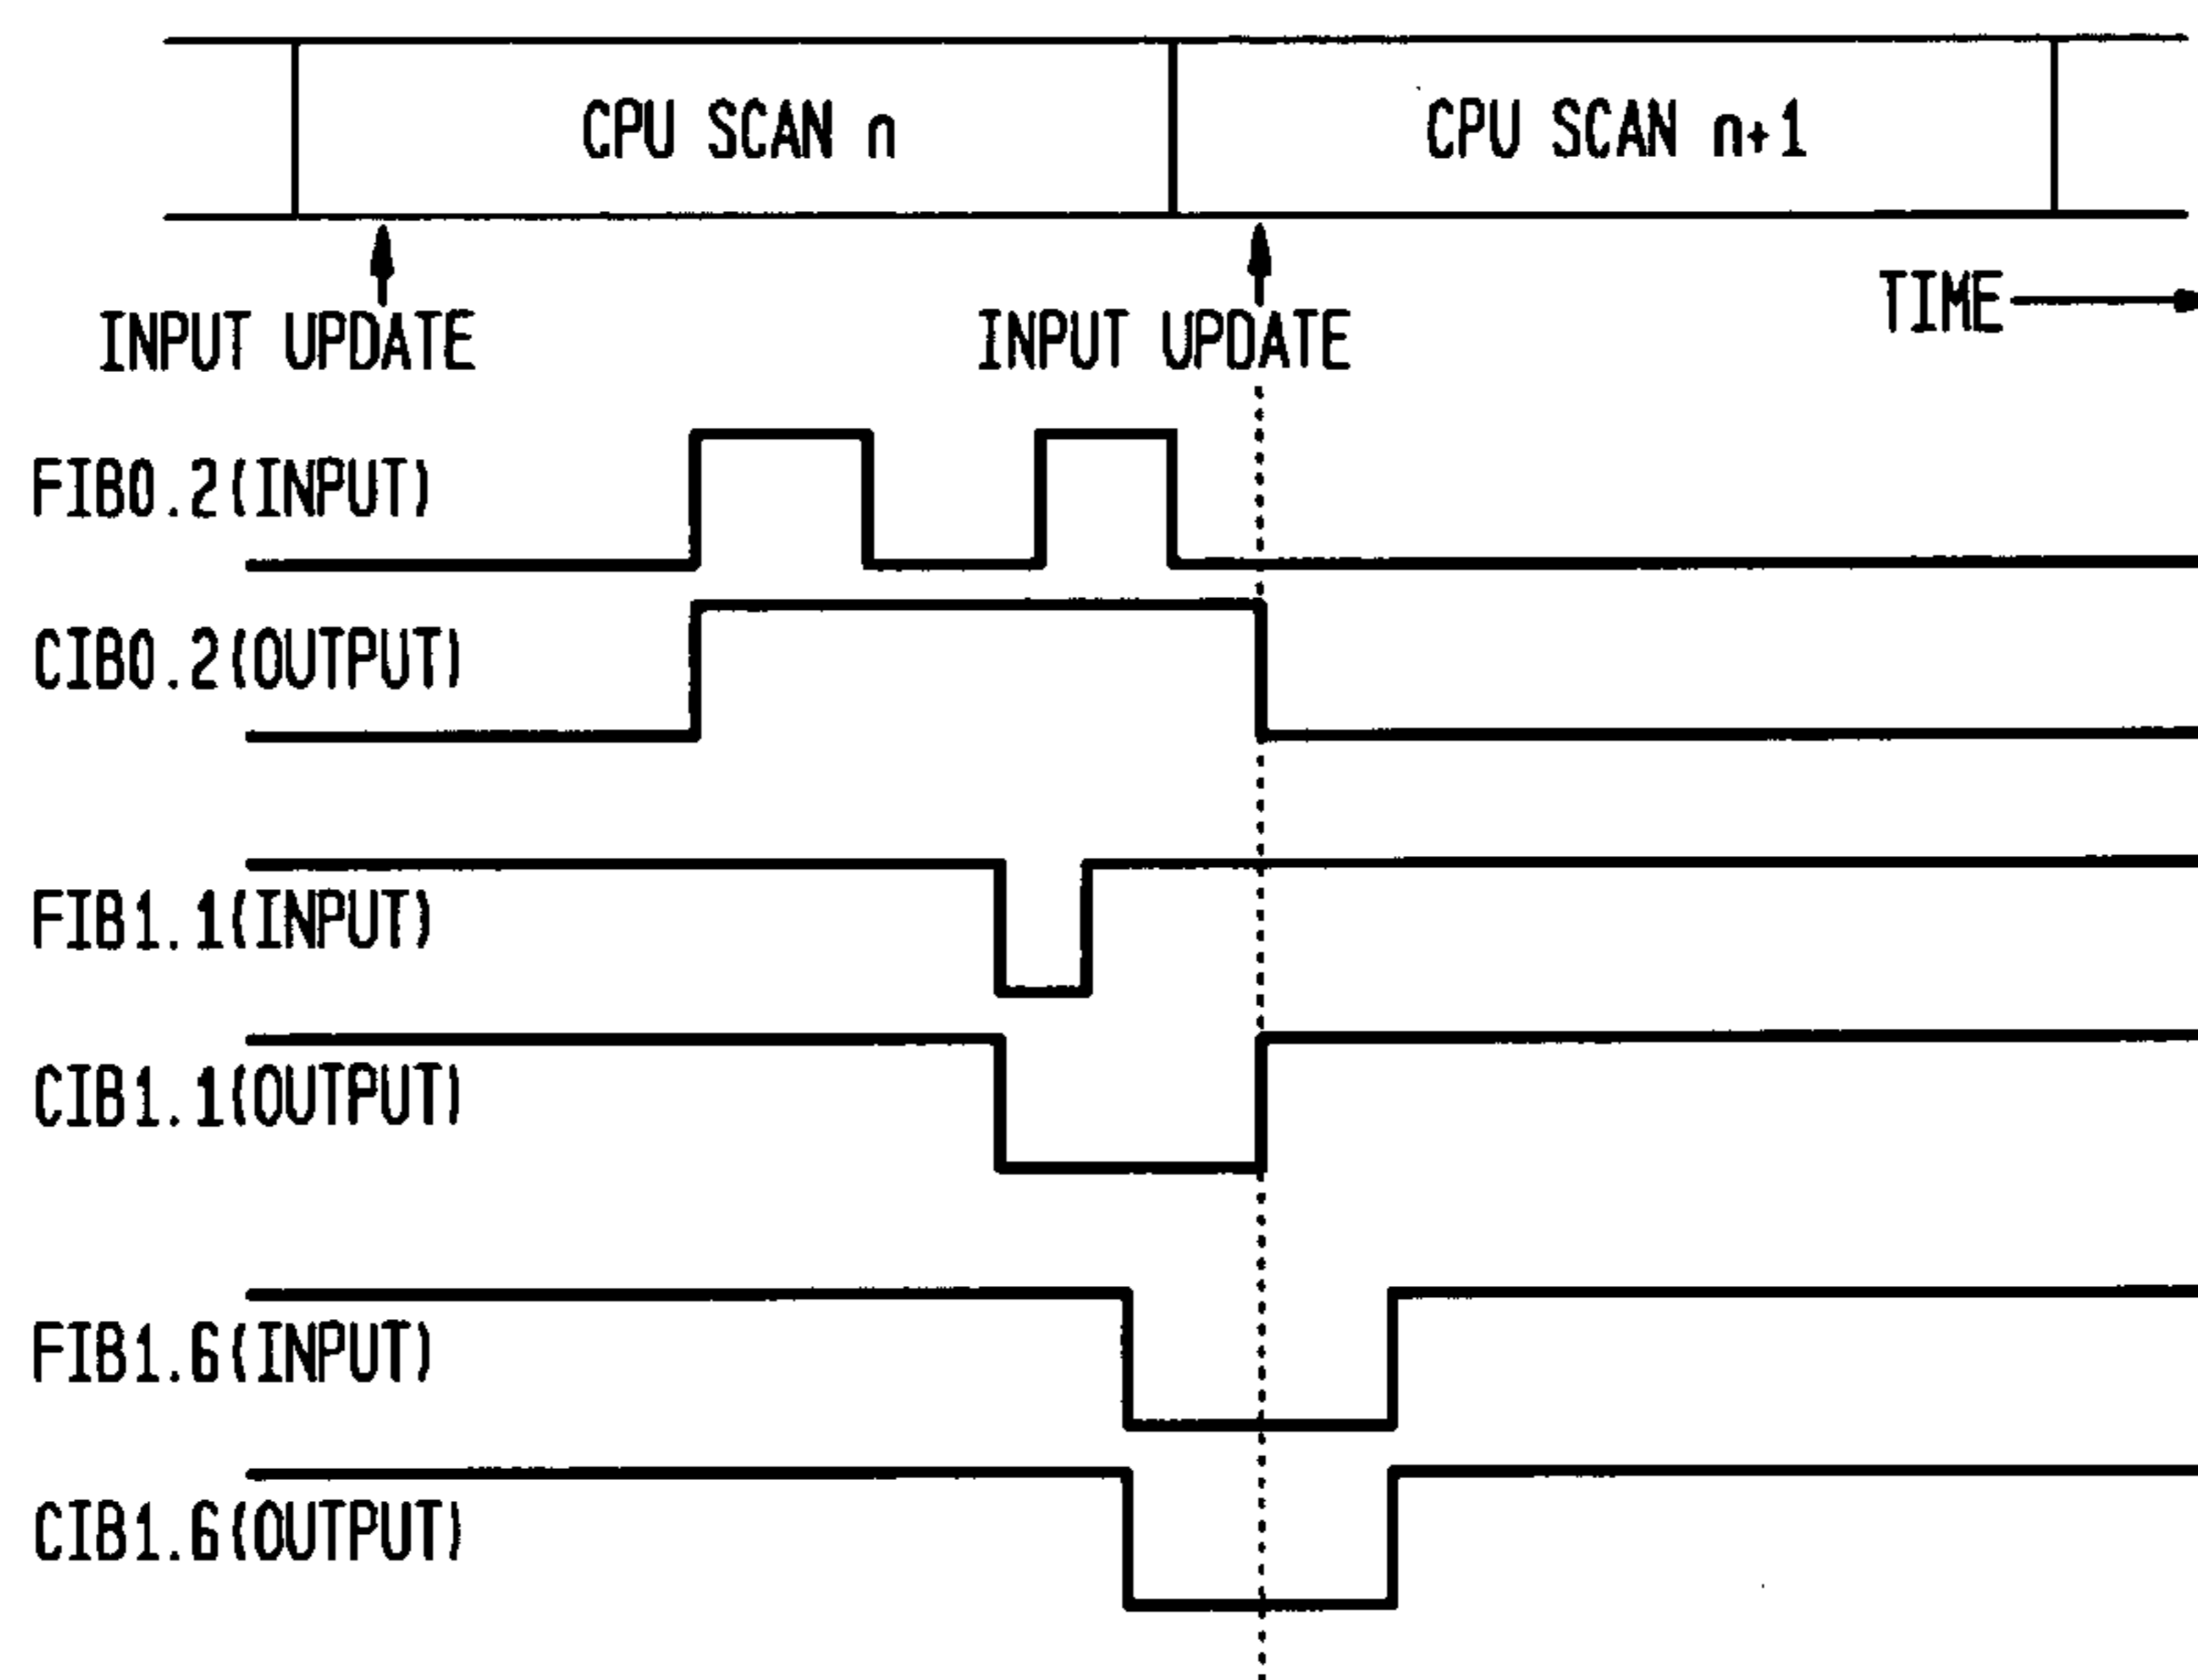 CPU SCAN n
CPU SCAN n+1
INPUT UPDATE
INPUT UPDATE
TIME
FIB0.2(INPUT)
CIB0.2(OUTPUT)
FIB1.1(INPUT)
CIB1.1(OUTPUT)
FIB1.6(INPUT)
CIB1.6(OUTPUT)